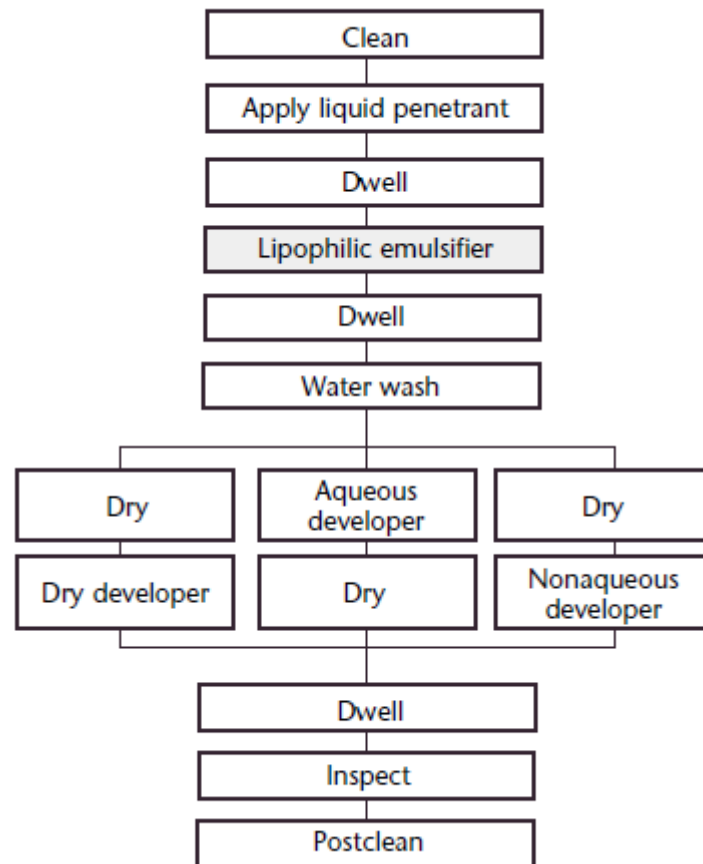 Clean
Apply liquid penetrant
Dwell
Lipophilic emulsifier
Dwell
Water wash
Dry
Aqueous
developer
Dry
Dry developer
Dry
Nonaqueous
developer
Dwell
Inspect
Postclean